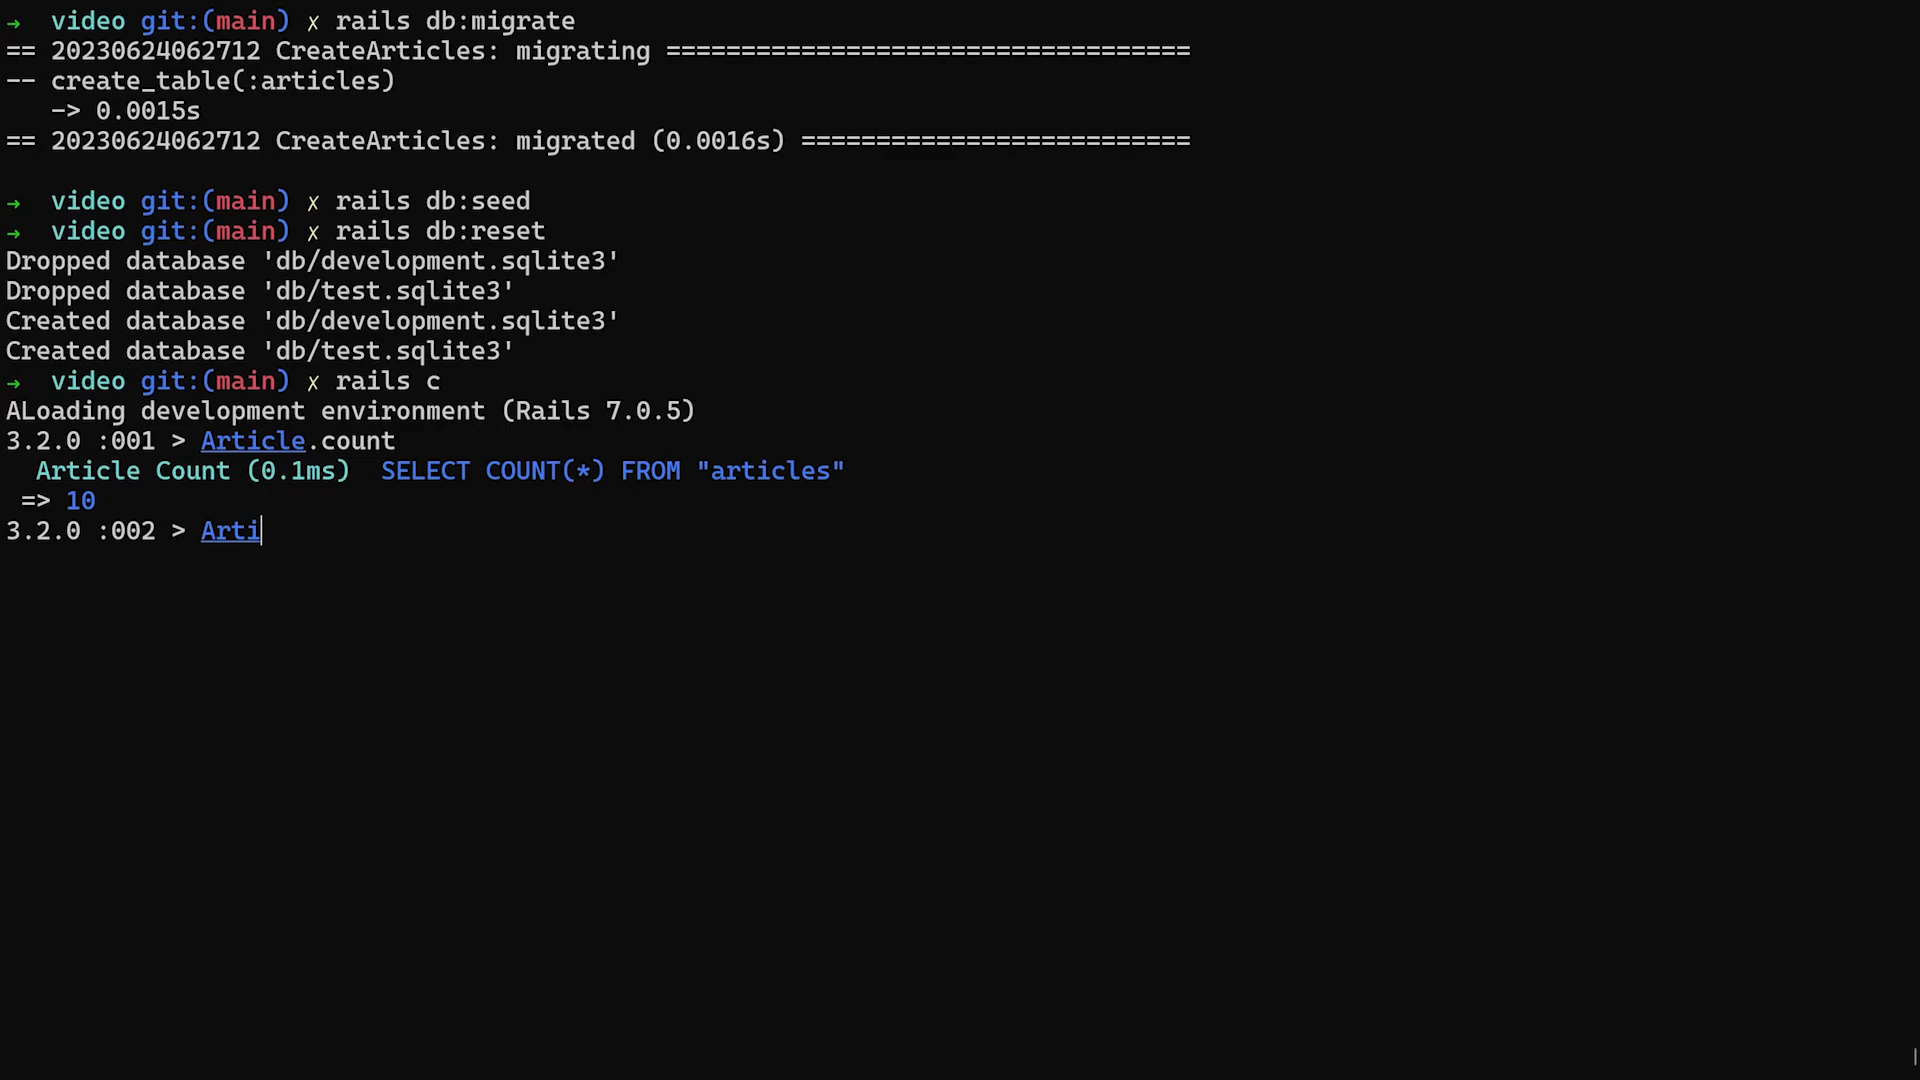 →  video git:(main) ✗ rails db:migrate
== 20230624062712 CreateArticles: migrating ===================================
-- create_table(:articles)
   -> 0.0015s
== 20230624062712 CreateArticles: migrated (0.0016s) ==========================
→  video git:(main) ✗ rails db:seed
→  video git:(main) ✗ rails db:reset
Dropped database 'db/development.sqlite3'
Dropped database 'db/test.sqlite3'
Created database 'db/development.sqlite3'
Created database 'db/test.sqlite3'
→  video git:(main) ✗ rails c
ALoading development environment (Rails 7.0.5)
3.2.0 :001 > Article.count
  Article Count (0.1ms)  SELECT COUNT(*) FROM "articles"
 => 10
3.2.0 :002 > Arti